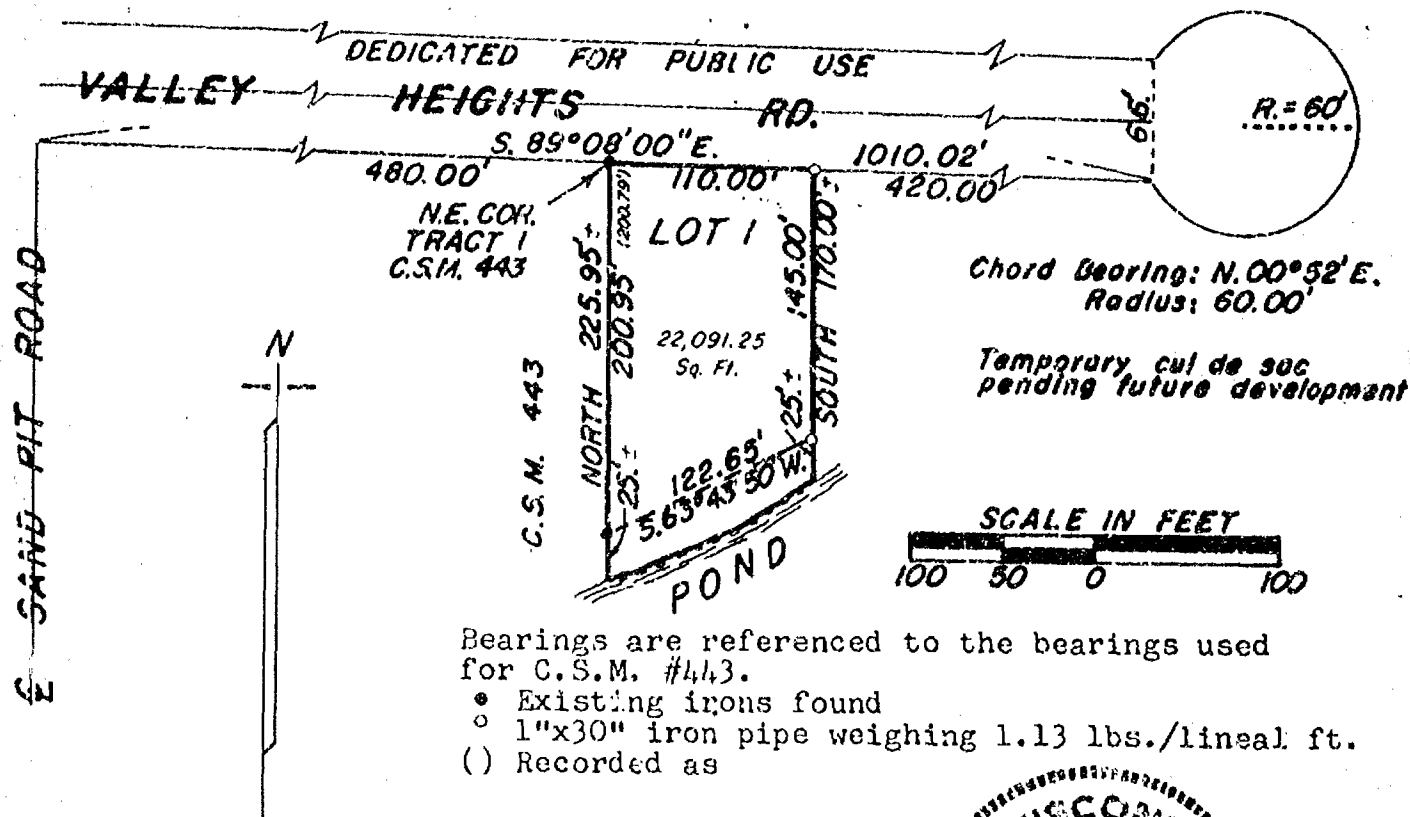 DEDICATED FOR PUBLIC USE
VALLEY HEIGHTS RD.
66'
R.=60'
S. 89°08'00"E.
480.00'
110.00'
1010.02'
420.00'
N.E. COR.
TRACT 1
C.S.M. 443
LOT 1
NORTH 225.95'±
200.95'
(200.79')
25.'±
22,091.25
Sq. Ft.
145.00'
SOUTH 170.00'±
25.'±
122.65'
S.63°43'50"W.
POND
C.S.M. 443
℄ SAND PIT ROAD
N
Chord Bearing: N.00°52'E.
Radius: 60.00'
Temporary cul de sac
pending future development
SCALE IN FEET
100 50 0 100
Bearings are referenced to the bearings used
for C.S.M. #443.
Existing irons found
1"x30" iron pipe weighing 1.13 lbs./lineal ft.
() Recorded as